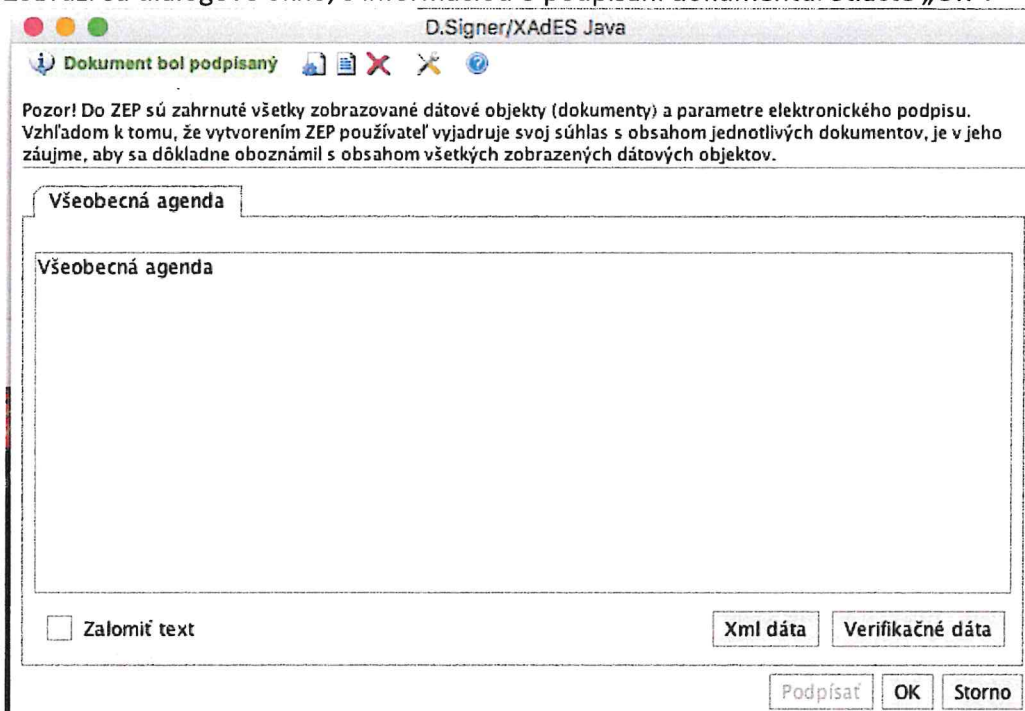 D.Signer/XAdES Java
Dokument bol podpísaný
Pozor! Do ZEP sú zahrnuté všetky zobrazované dátové objekty (dokumenty) a parametre elektronického podpisu.
Vzhľadom k tomu, že vytvorením ZEP používateľ vyjadruje svoj súhlas s obsahom jednotlivých dokumentov, je v jeho
záujme, aby sa dôkladne oboznámil s obsahom všetkých zobrazených dátových objektov.
Všeobecná agenda
Všeobecná agenda
Zalomiť text
Xml dáta
Verifikačné dáta
Podpísať
OK
Storno